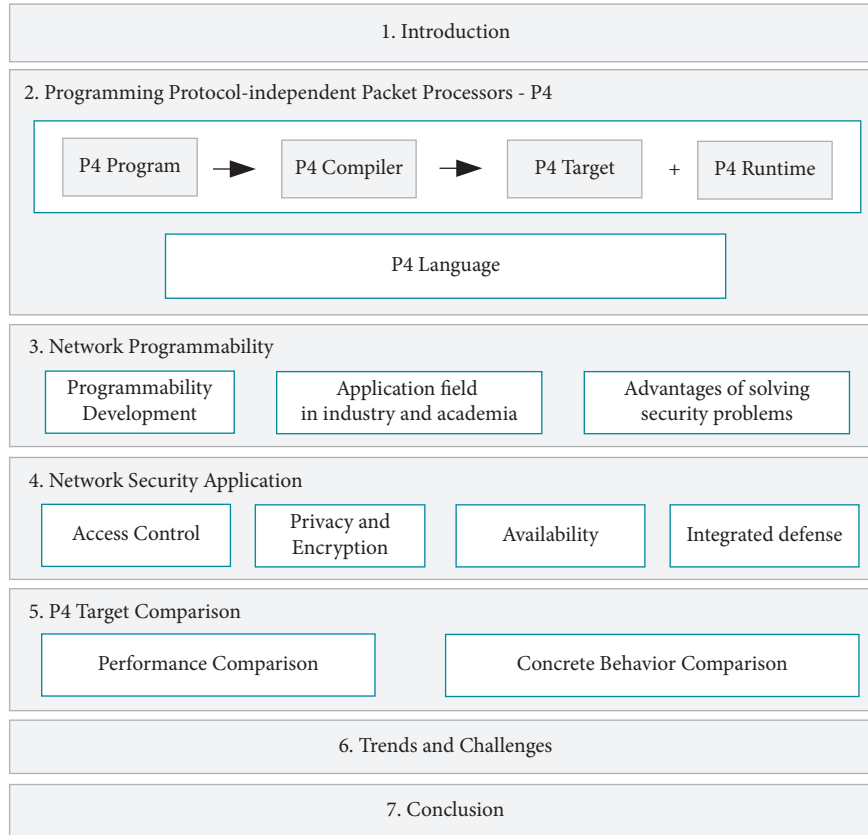 1. Introduction
2. Programming Protocol-independent Packet Processors - P4
P4 Program
P4 Compiler
P4 Target
+
P4 Runtime
P4 Language
3. Network Programmability
Programmability
Development
Application field
in industry and academia
Advantages of solving
security problems
4. Network Security Application
Access Control
Privacy and
Encryption
Availability
Integrated defense
5. P4 Target Comparison
Performance Comparison
Concrete Behavior Comparison
6. Trends and Challenges
7. Conclusion